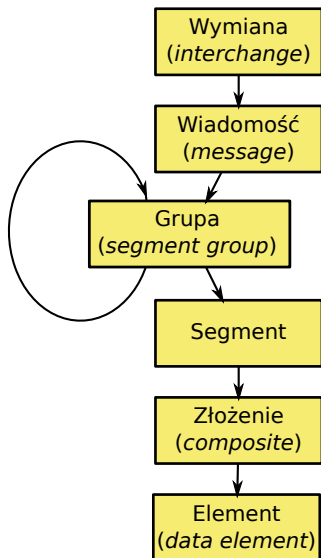 Wymiana
(interchange)
Wiadomość
(message)
Grupa
(segment group)
Segment
Złożenie
(composite)
Element
(data element)